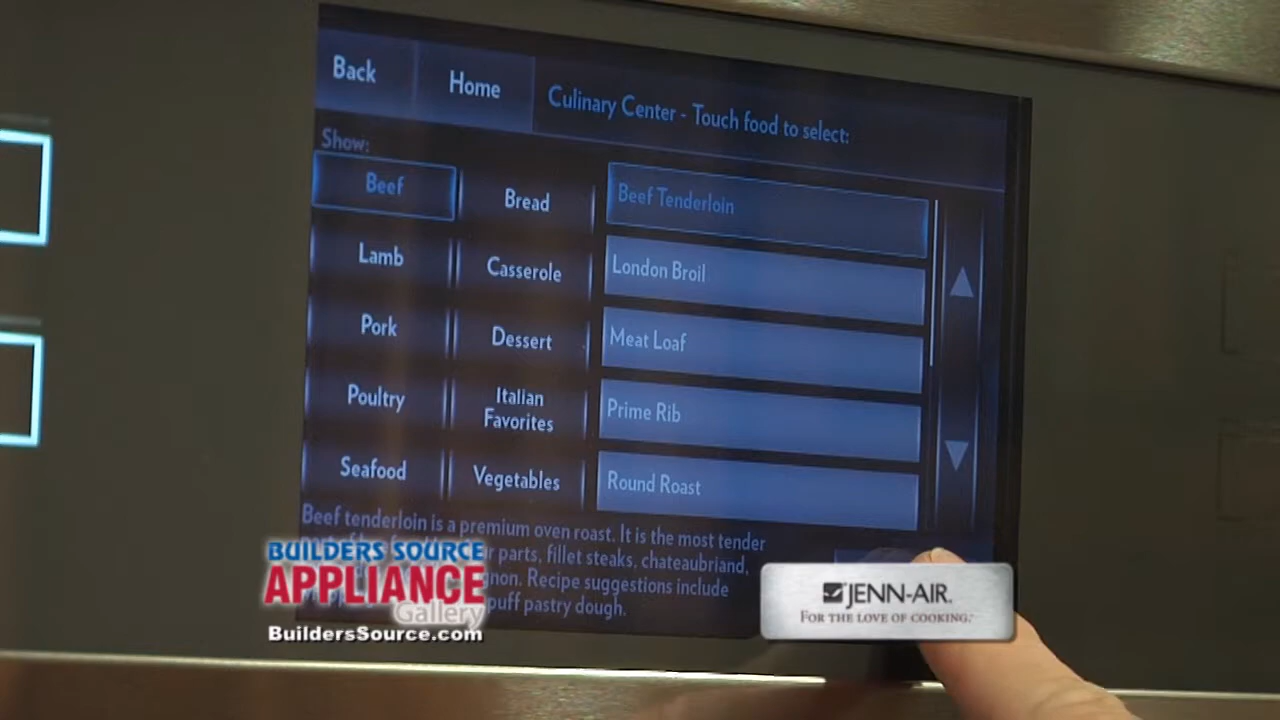 Back
Home
Culinary Center - Touch food to select:
Show:
Beef
Bread
Beef Tenderloin
Lamb
Casserole
London Broil
Pork
Dessert
Meat Loaf
Poultry
Italian
Favorites
Prime Rib
Seafood
Vegetables
Round Roast
Beef tenderloin is a premium oven roast. It is the most tender
parts, fillet steaks, chateaubriand,
Recipe suggestions include
puff pastry dough.
BUILDERS SOURCE
APPLIANCE
Gallery
BuildersSource.com
JENN-AIR.
FOR THE LOVE OF COOKING.